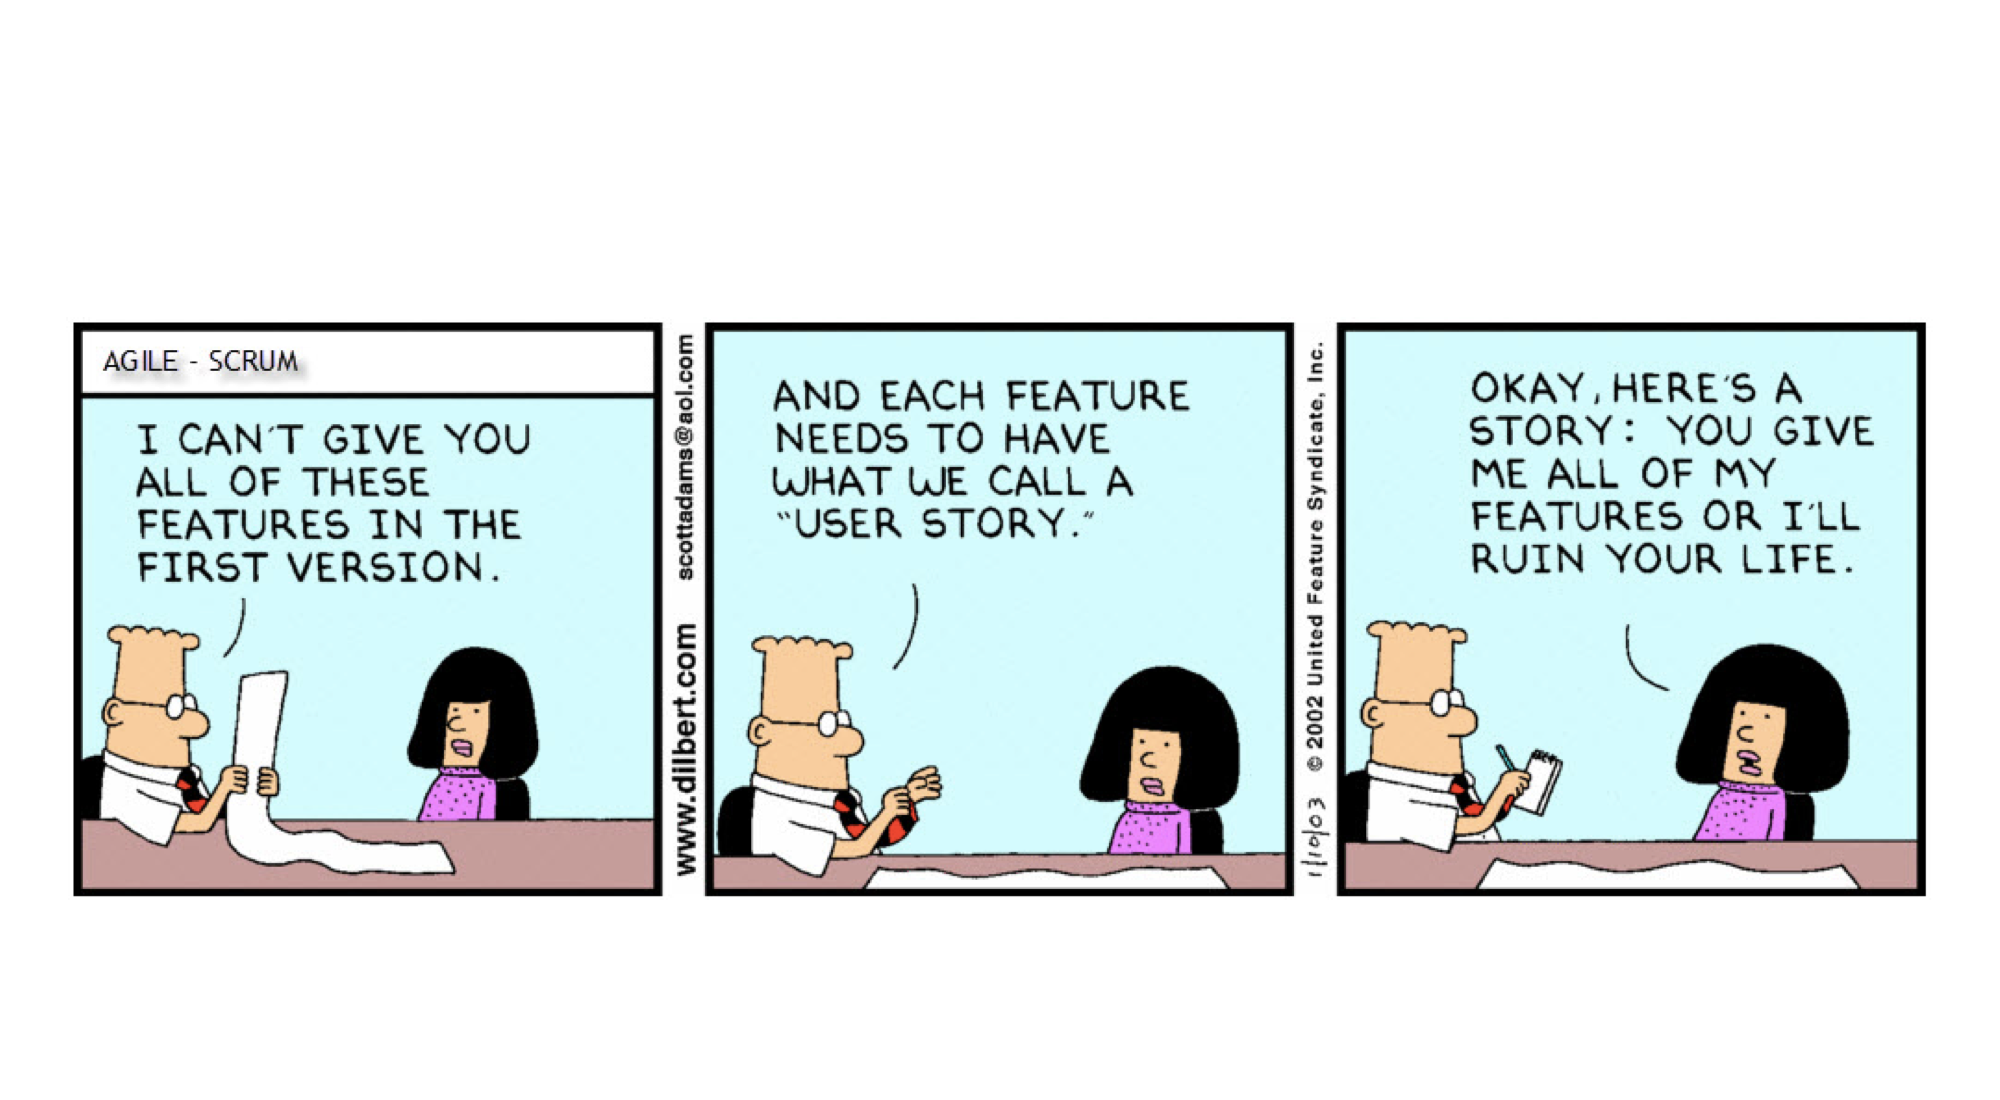 AGILE - SCRUM
I CAN'T GIVE YOU
ALL OF THESE
FEATURES IN THE
FIRST VERSION.
www.dilbert.com scottadams@aol.com
AND EACH FEATURE
NEEDS TO HAVE
WHAT WE CALL A
"USER STORY."
1/10/03 © 2002 United Feature Syndicate, Inc.
OKAY, HERE'S A
STORY: YOU GIVE
ME ALL OF MY
FEATURES OR I'LL
RUIN YOUR LIFE.